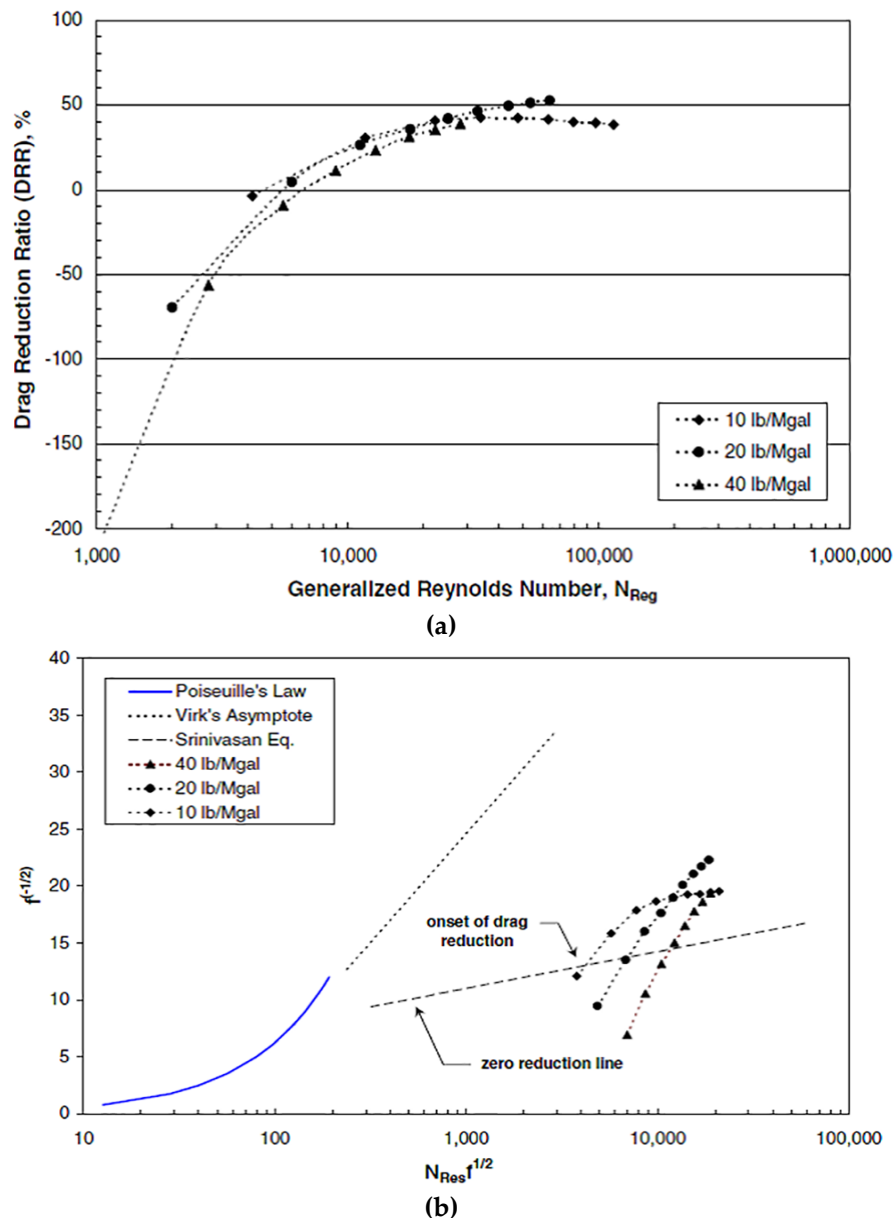 Drag Reduction Ratio (DRR), %
100
50
0
-50
-100
-150
-200
10 lb/Mgal
20 lb/Mgal
40 lb/Mgal
1,000
10,000
100,000
1,000,000
Generalized Reynolds Number, N_Reg
(a)
f^(-1/2)
40
35
30
25
20
15
10
5
0
Poiseuille's Law
Virk's Asymptote
Srinivasan Eq.
40 lb/Mgal
20 lb/Mgal
10 lb/Mgal
onset of drag
reduction
zero reduction line
10
100
1,000
10,000
100,000
N_Res f^1/2
(b)